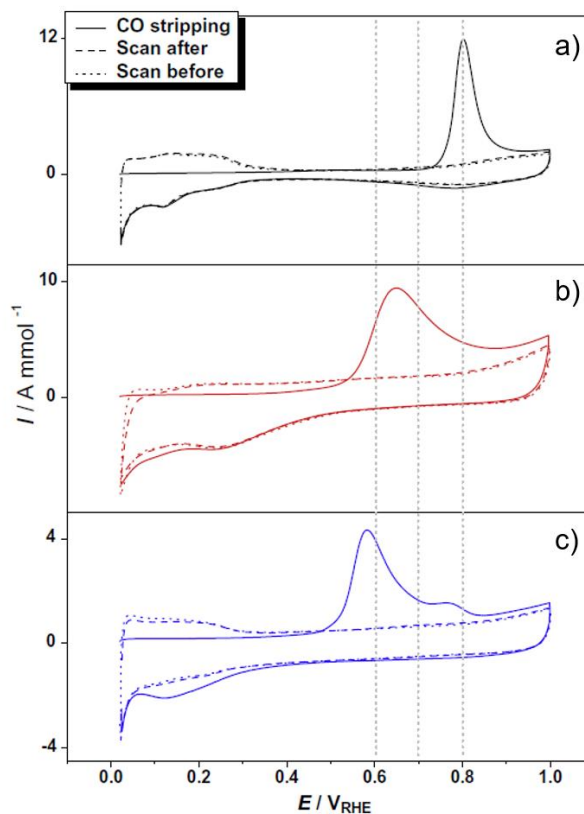 CO stripping
Scan after
Scan before
a)
12
0
b)
10
0
c)
4
0
-4
I / A mmol -1
0.0 0.2 0.4 0.6 0.8 1.0
E / VRHE